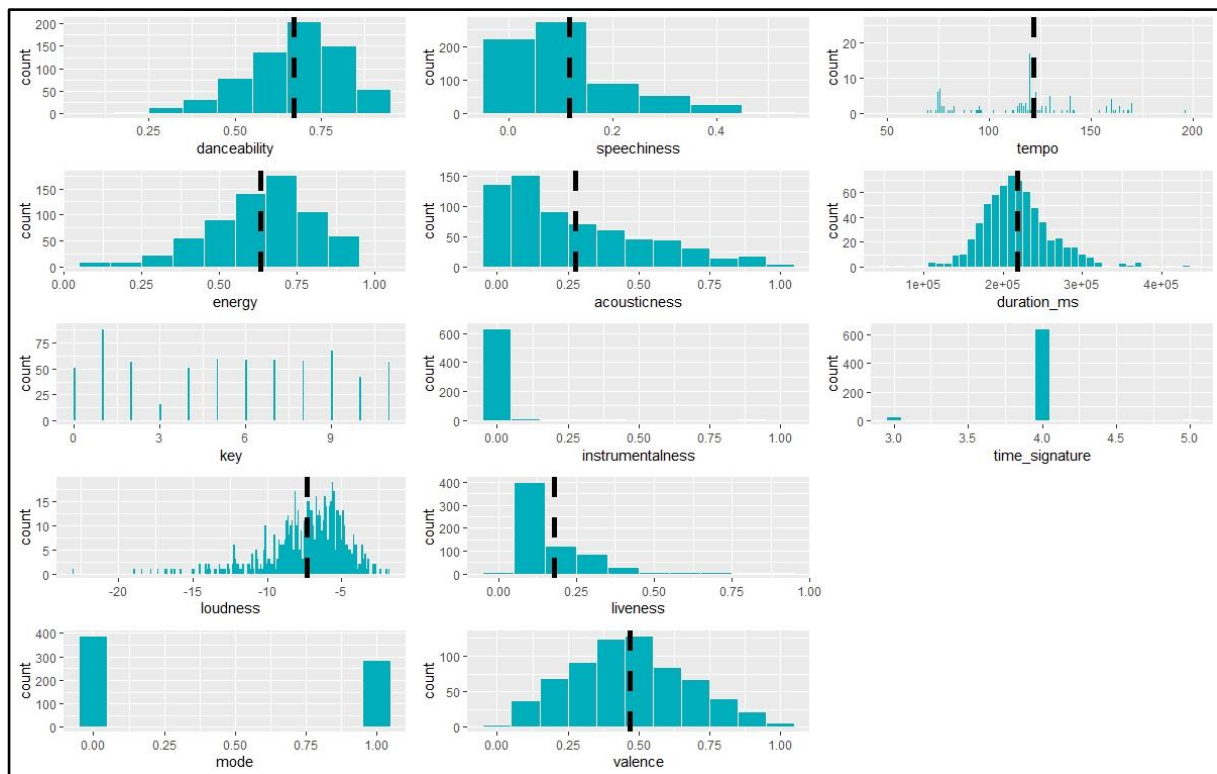 count
200
150
100
50
0
0.25 0.50 0.75
danceability
count
200
100
0
0.0 0.2 0.4
speechiness
count
20
10
0
50 100 150 200
tempo
count
150
100
50
0
0.00 0.25 0.50 0.75 1.00
energy
count
150
100
50
0
0.00 0.25 0.50 0.75 1.00
acousticness
count
60
40
20
0
1e+05 2e+05 3e+05 4e+05
duration_ms
count
75
50
25
0
0 3 6 9
key
count
600
400
200
0
0.00 0.25 0.50 0.75 1.00
instrumentalness
count
600
400
200
0
3.0 3.5 4.0 4.5 5.0
time_signature
count
15
10
5
0
-20 -15 -10 -5
loudness
count
400
300
200
100
0
0.00 0.25 0.50 0.75 1.00
liveness
count
400
300
200
100
0
0.00 0.25 0.50 0.75 1.00
mode
count
100
50
0
0.00 0.25 0.50 0.75 1.00
valence